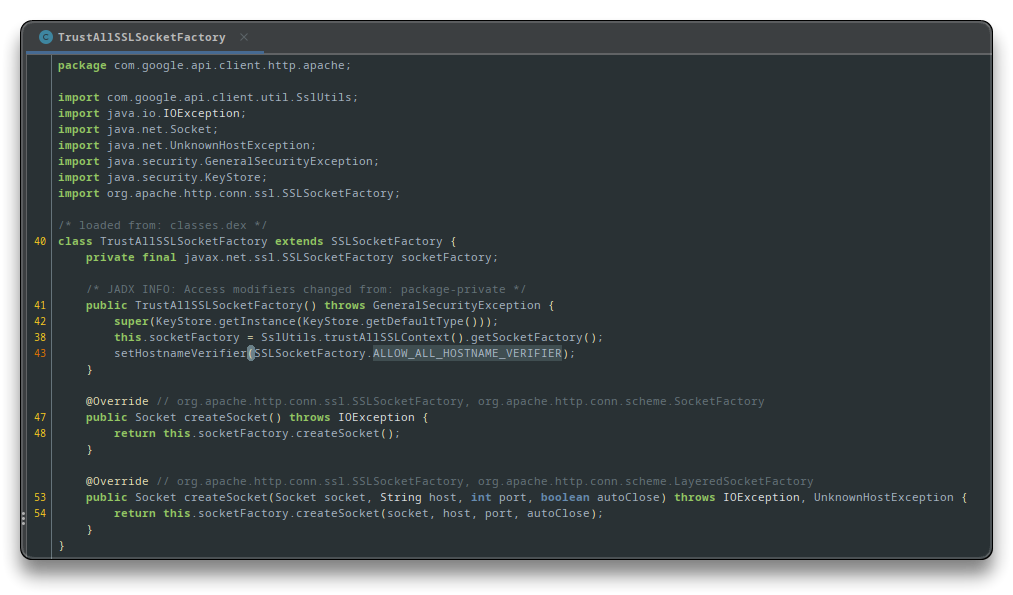 C TrustAllSSLSocketFactory ×
package com.google.api.client.http.apache;
import com.google.api.client.util.SslUtils;
import java.io.IOException;
import java.net.Socket;
import java.net.UnknownHostException;
import java.security.GeneralSecurityException;
import java.security.KeyStore;
import org.apache.http.conn.ssl.SSLSocketFactory;
/* loaded from: classes.dex */
40 class TrustAllSSLSocketFactory extends SSLSocketFactory {
private final javax.net.ssl.SSLSocketFactory socketFactory;
/* JADX INFO: Access modifiers changed from: package-private */
41 public TrustAllSSLSocketFactory() throws GeneralSecurityException {
42 super(KeyStore.getInstance(KeyStore.getDefaultType()));
38 this.socketFactory = SslUtils.trustAllSSLContext().getSocketFactory();
43 setHostnameVerifier(SSLSocketFactory.ALLOW_ALL_HOSTNAME_VERIFIER);
}
@Override // org.apache.http.conn.ssl.SSLSocketFactory, org.apache.http.conn.scheme.SocketFactory
47 public Socket createSocket() throws IOException {
48 return this.socketFactory.createSocket();
}
@Override // org.apache.http.conn.ssl.SSLSocketFactory, org.apache.http.conn.scheme.LayeredSocketFactory
53 public Socket createSocket(Socket socket, String host, int port, boolean autoClose) throws IOException, UnknownHostException {
54 return this.socketFactory.createSocket(socket, host, port, autoClose);
}
}